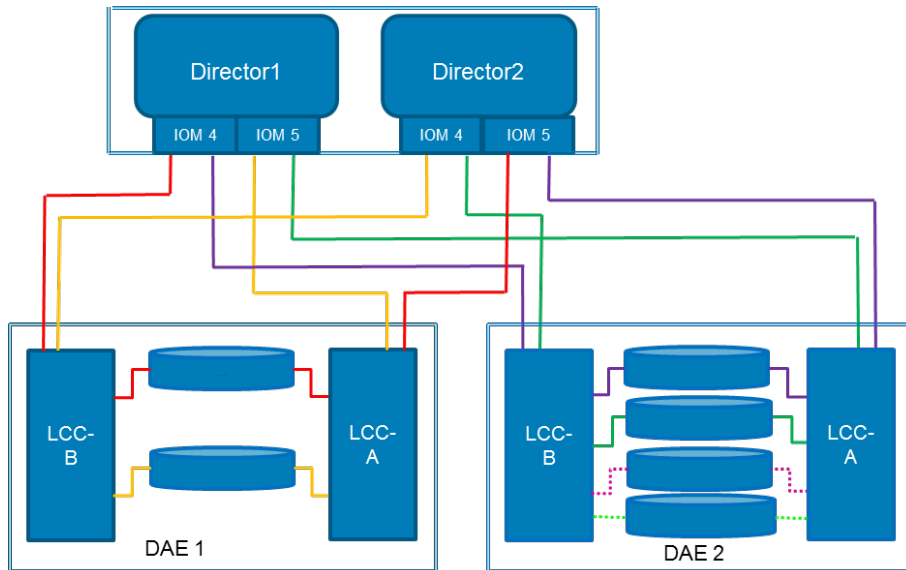 Director1
Director2
IOM 4
IOM 5
IOM 4
IOM 5
...
LCC-
B
LCC-
A
LCC-
B
LCC-
A
DAE 1
DAE 2